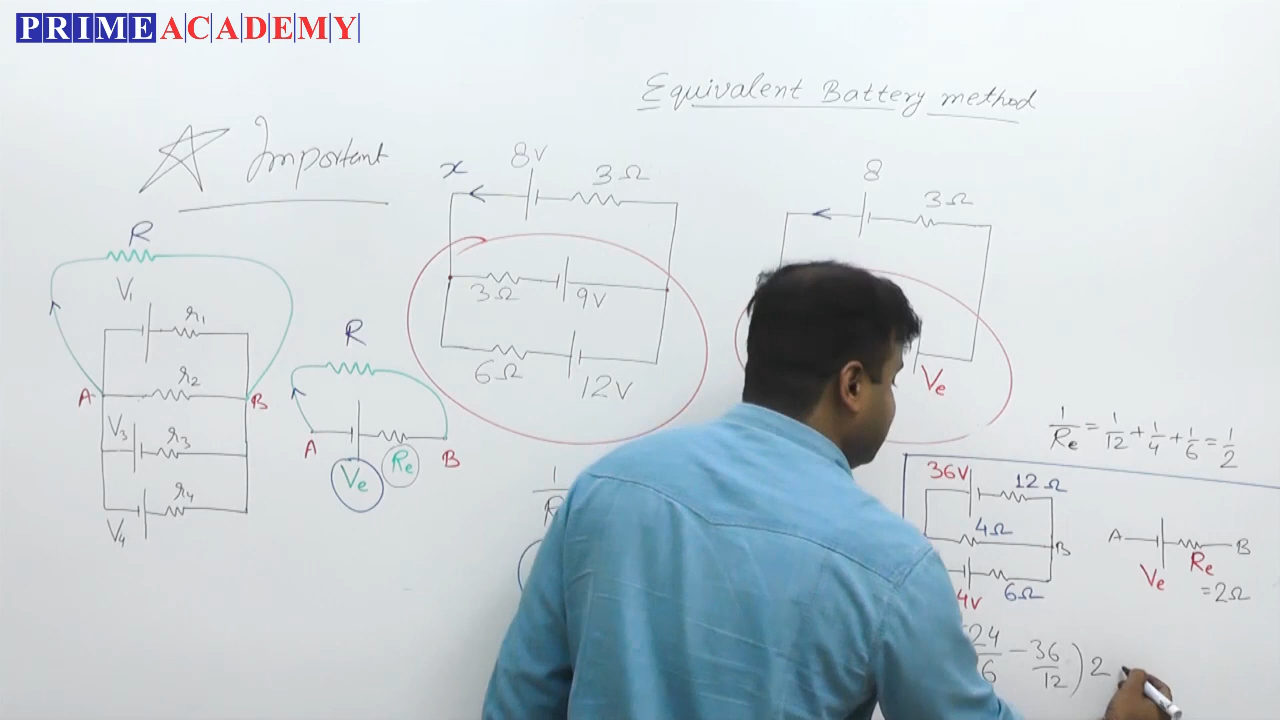 PRIME ACADEMY
Equivalent Battery method
Important
R
V₁
r₁
r₂
A
B
V₃
r₃
r₄
V₄
R
A
B
Ve
Re
x
8V
3Ω
3Ω
9V
6Ω
12V
8
3Ω
Ve
1/Re = 1/12 + 1/4 + 1/6 = 1/2
36V
12Ω
4Ω
B
4V
6Ω
A
B
Ve
Re
=2Ω
24/6 − 36/12 ) 2